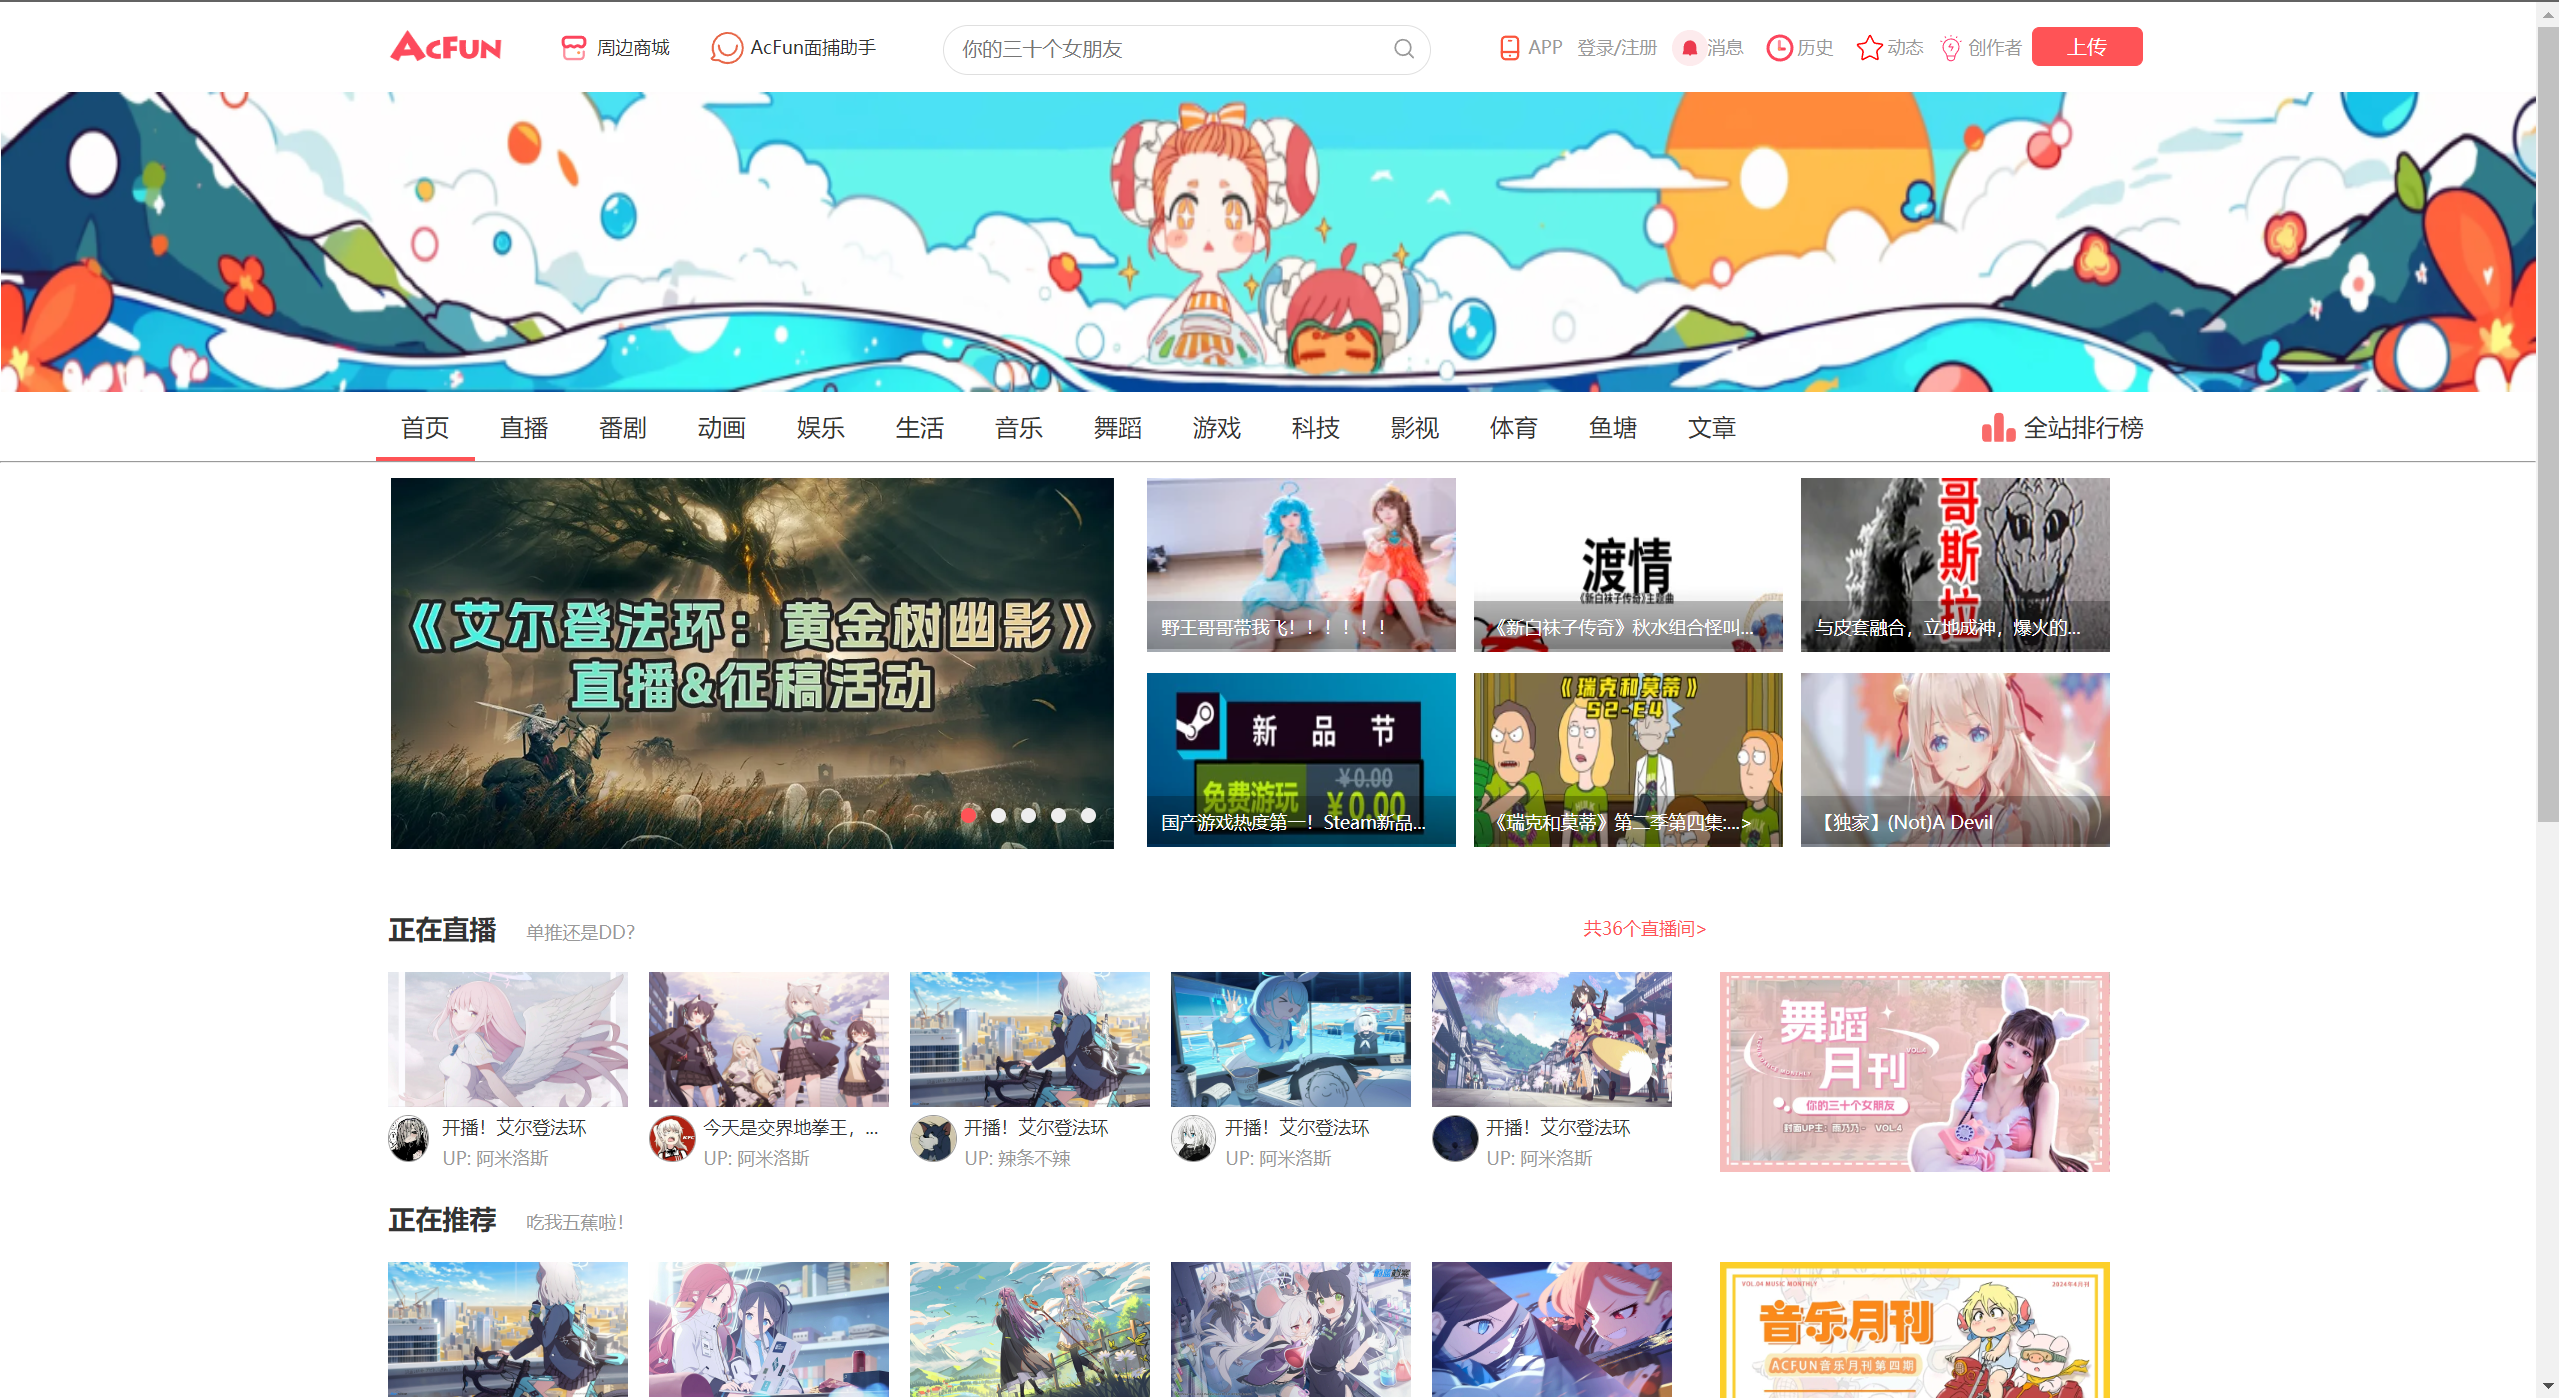 ACFUN
周边商城
AcFun面捕助手
你的三十个女朋友
APP
登录/注册
消息
历史
动态
创作者
上传
首页
直播
番剧
动画
娱乐
生活
音乐
舞蹈
游戏
科技
影视
体育
鱼塘
文章
全站排行榜
《艾尔登法环：黄金树幽影》
直播&征稿活动
野王哥哥带我飞！！！！！！
渡情
《新白袜子传奇》主题曲
《新白袜子传奇》秋水组合怪叫...
哥斯拉
与皮套融合，立地成神，爆火的...
新品节
¥0.00
免费游玩 ¥0.00
国产游戏热度第一！Steam新品...
《瑞克和莫蒂》
S2-E4
《瑞克和莫蒂》第二季第四集:...>
【独家】(Not)A Devil
正在直播
单推还是DD？
共36个直播间>
开播！艾尔登法环
UP: 阿米洛斯
今天是交界地拳王，...
UP: 阿米洛斯
开播！艾尔登法环
UP: 辣条不辣
开播！艾尔登法环
UP: 阿米洛斯
开播！艾尔登法环
UP: 阿米洛斯
舞蹈
月刊
VOL.4
你的三十个女朋友
VOL.4
正在推荐
吃我五蕉啦！
VOL.04 MUSIC MONTHLY
2024年4月刊
音乐月刊
ACFUN音乐月刊第四期